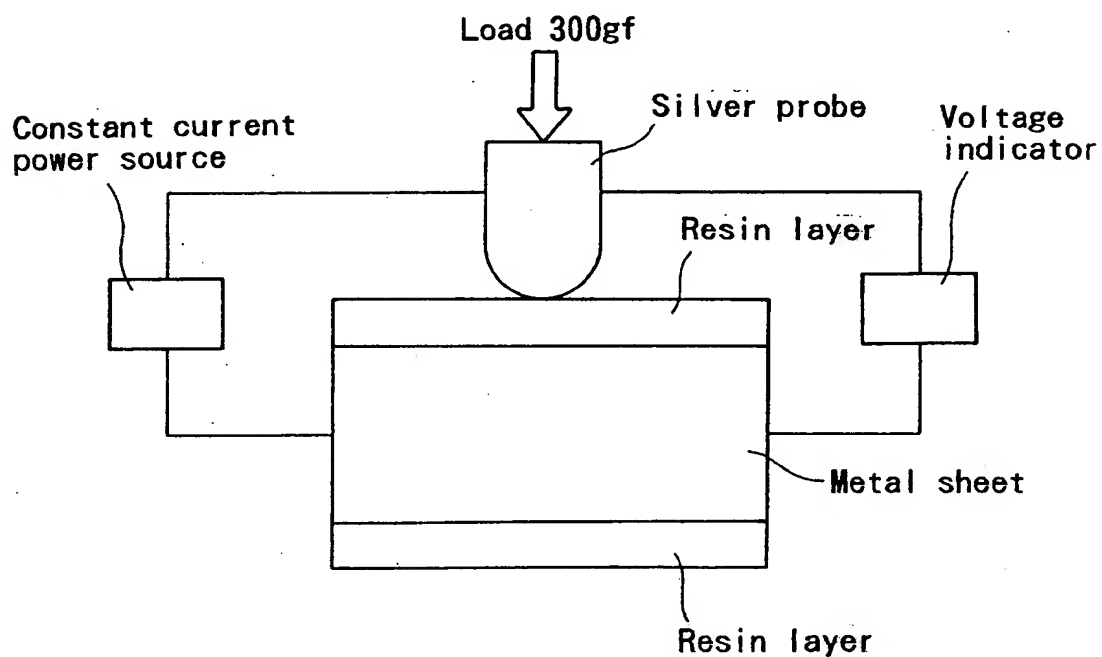 Load 300gf
Silver probe
Constant current
power source
Voltage
indicator
Resin layer
Metal sheet
Resin layer